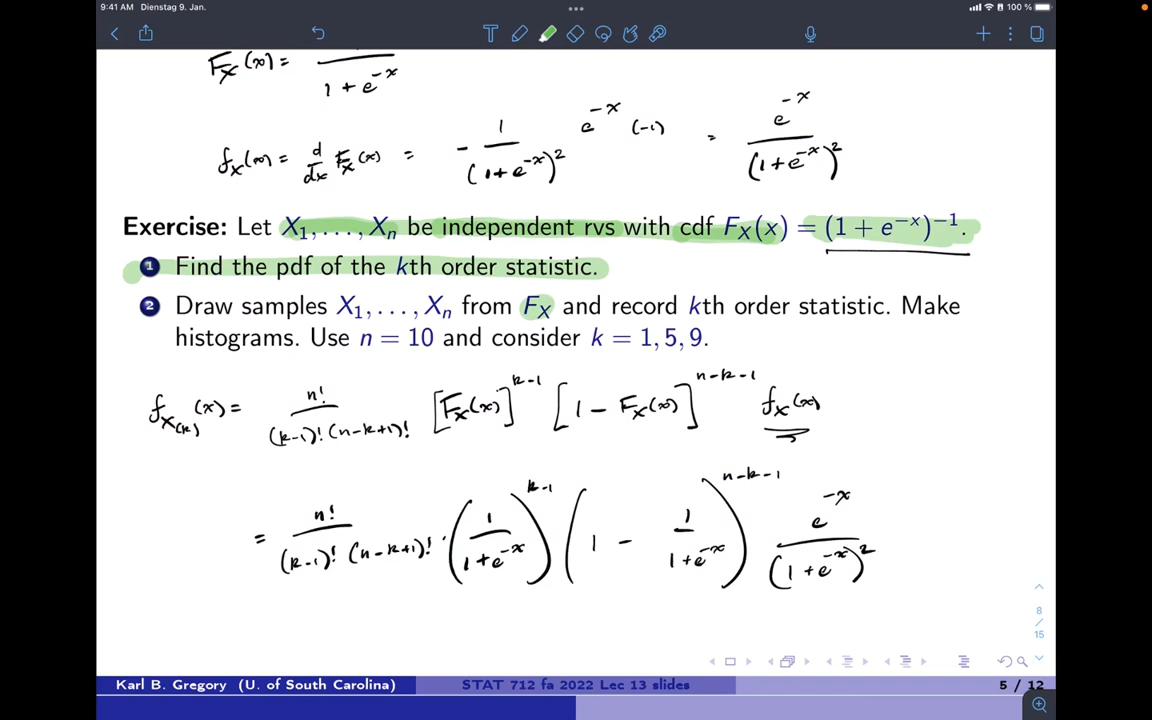 9:41 AM Dienstag 9. Jan.
100 %
F_X(x) = / 1 + e^{-x}
f_X(x) = d/dx F_X(x) = - 1/(1+e^{-x})^2 e^{-x} (-1) = e^{-x}/(1+e^{-x})^2
Exercise: Let X_1, . . . , X_n be independent rvs with cdf F_X(x) = (1 + e^{-x})^{-1}.
1 Find the pdf of the kth order statistic.
2 Draw samples X_1, . . . , X_n from F_X and record kth order statistic. Make
histograms. Use n = 10 and consider k = 1, 5, 9.
f_{X_{(k)}}(x) = n!/((k-1)! (n-k+1)!) [F_X(x)]^{k-1} [1 - F_X(x)]^{n-k-1} f_X(x)
= n!/((k-1)! (n-k+1)!) · (1/(1+e^{-x}))^{k-1} (1 - 1/(1+e^{-x}))^{n-k-1} e^{-x}/(1+e^{-x})^2
8
/
15
Karl B. Gregory (U. of South Carolina) STAT 712 fa 2022 Lec 13 slides 5 / 12